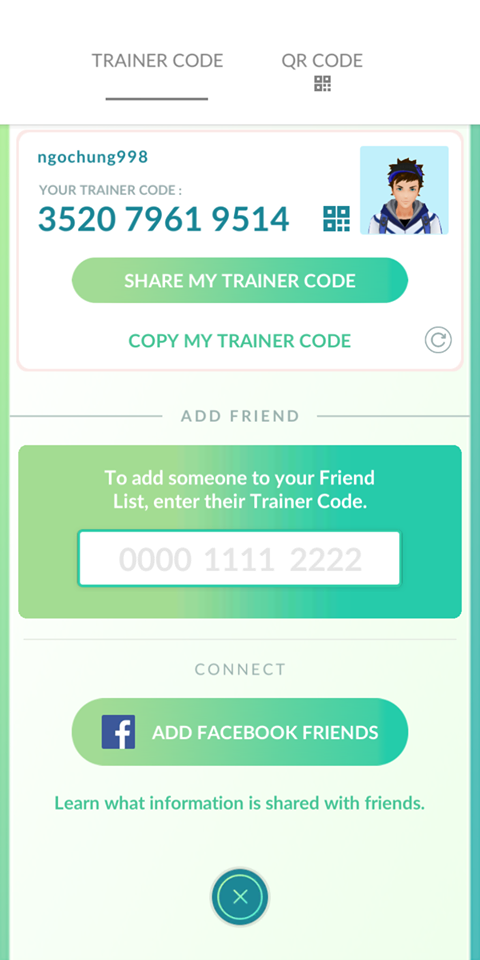 TRAINER CODE
QR CODE
ngochung998
YOUR TRAINER CODE :
3520 7961 9514
SHARE MY TRAINER CODE
COPY MY TRAINER CODE
ADD FRIEND
To add someone to your Friend
List, enter their Trainer Code.
0000 1111 2222
CONNECT
ADD FACEBOOK FRIENDS
Learn what information is shared with friends.